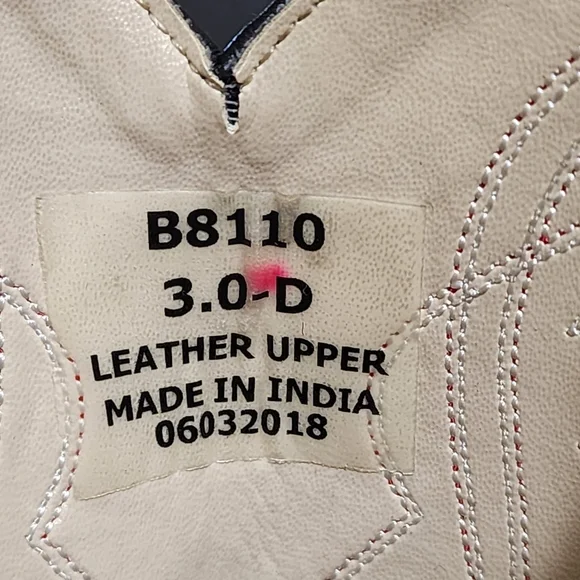 B8110
3.0-D
LEATHER UPPER
MADE IN INDIA
06032018